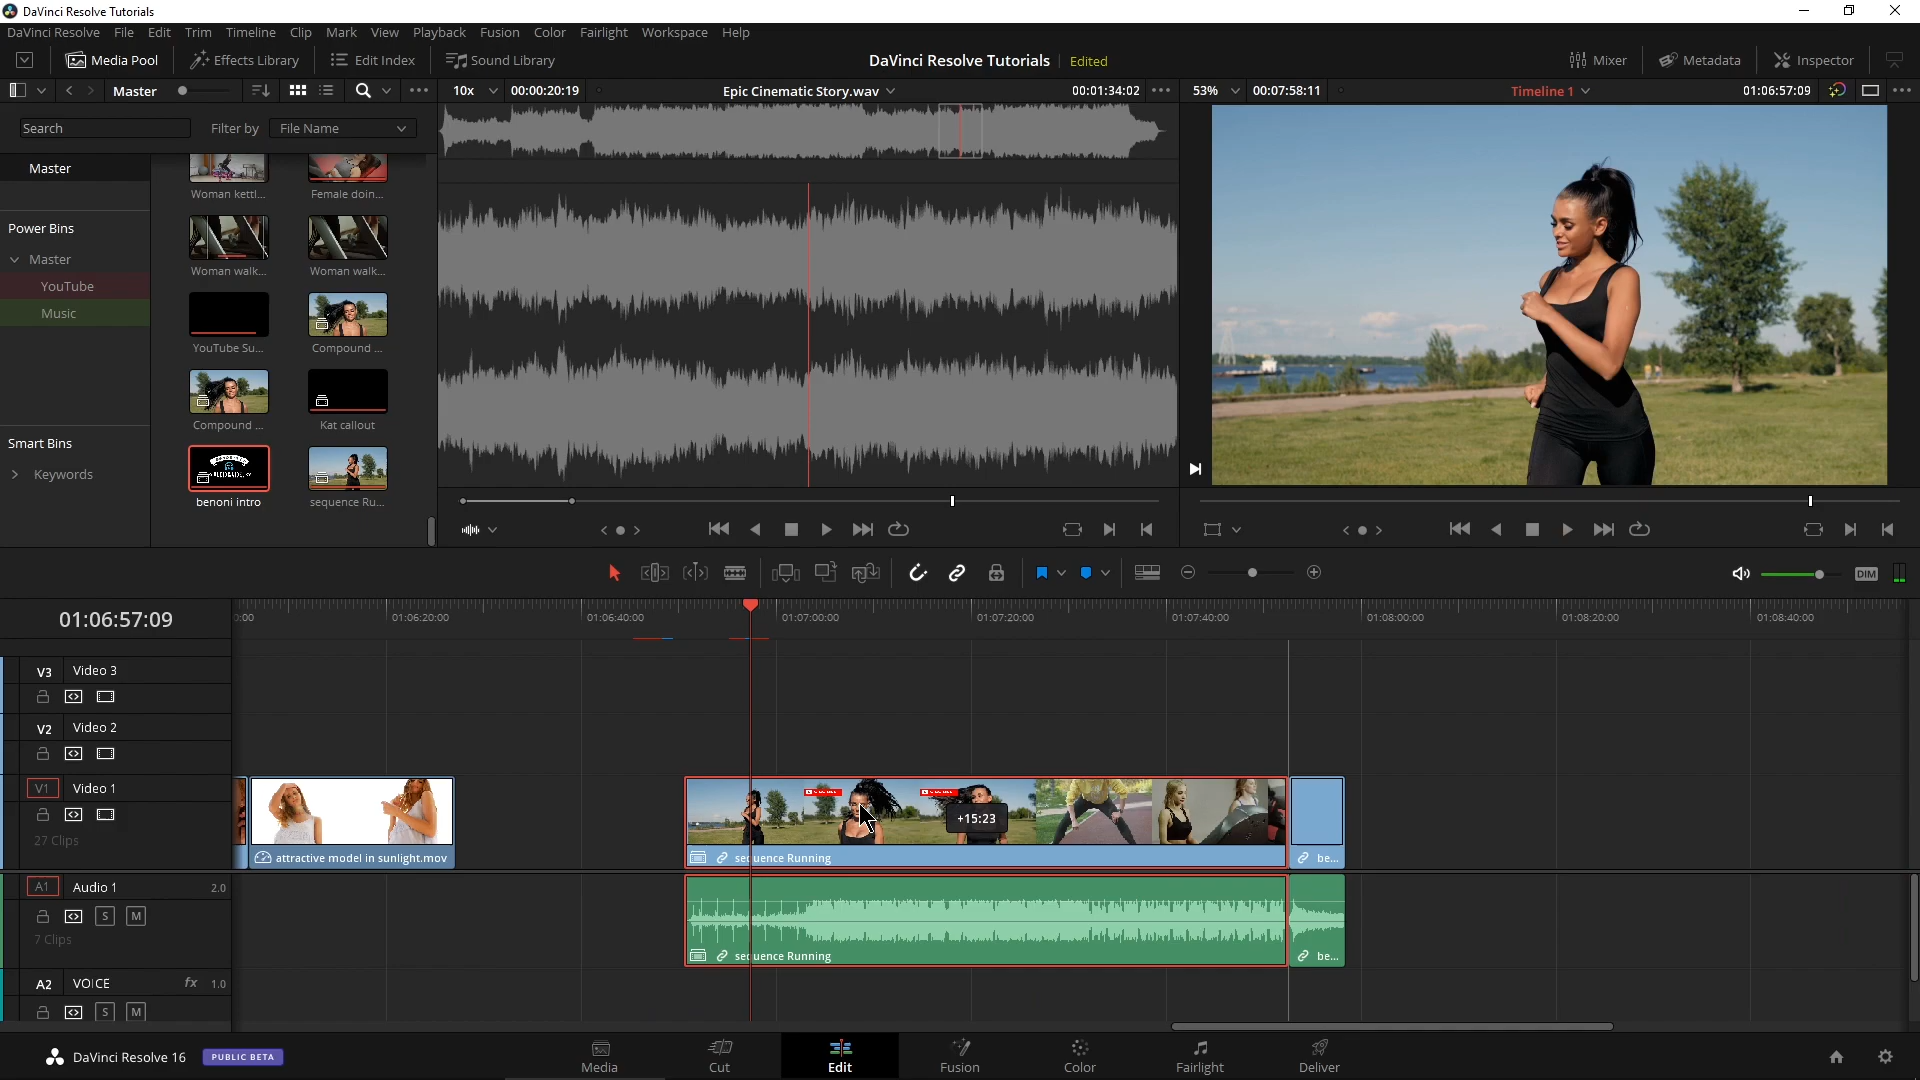 DaVinci Resolve Tutorials
DaVinci Resolve File Edit Trim Timeline Clip Mark View Playback Fusion Color Fairlight Workspace Help
Media Pool Effects Library Edit Index Sound Library DaVinci Resolve Tutorials Edited Mixer Metadata Inspector
Master 10x 00:00:20:19 Epic Cinematic Story.wav 00:01:34:02 53% 00:07:58:11 Timeline 1 01:06:57:09
Search Filter by File Name
Master
Woman kettl... Female doin...
Power Bins
Master
Woman walk... Woman walk...
YouTube
Music
YouTube Su... Compound ...
Compound ... Kat callout
Smart Bins
Keywords
benoni intro sequence Ru...
DIM
01:06:57:09
0:00 01:06:20:00 01:06:40:00 01:07:00:00 01:07:20:00 01:07:40:00 01:08:00:00 01:08:20:00 01:08:40:00
V3 Video 3
V2 Video 2
V1 Video 1
27 Clips
+15:23
attractive model in sunlight.mov sequence Running be...
A1 Audio 1 2.0
S M
7 Clips
sequence Running be...
A2 VOICE fx 1.0
S M
DaVinci Resolve 16 PUBLIC BETA
Media Cut Edit Fusion Color Fairlight Deliver